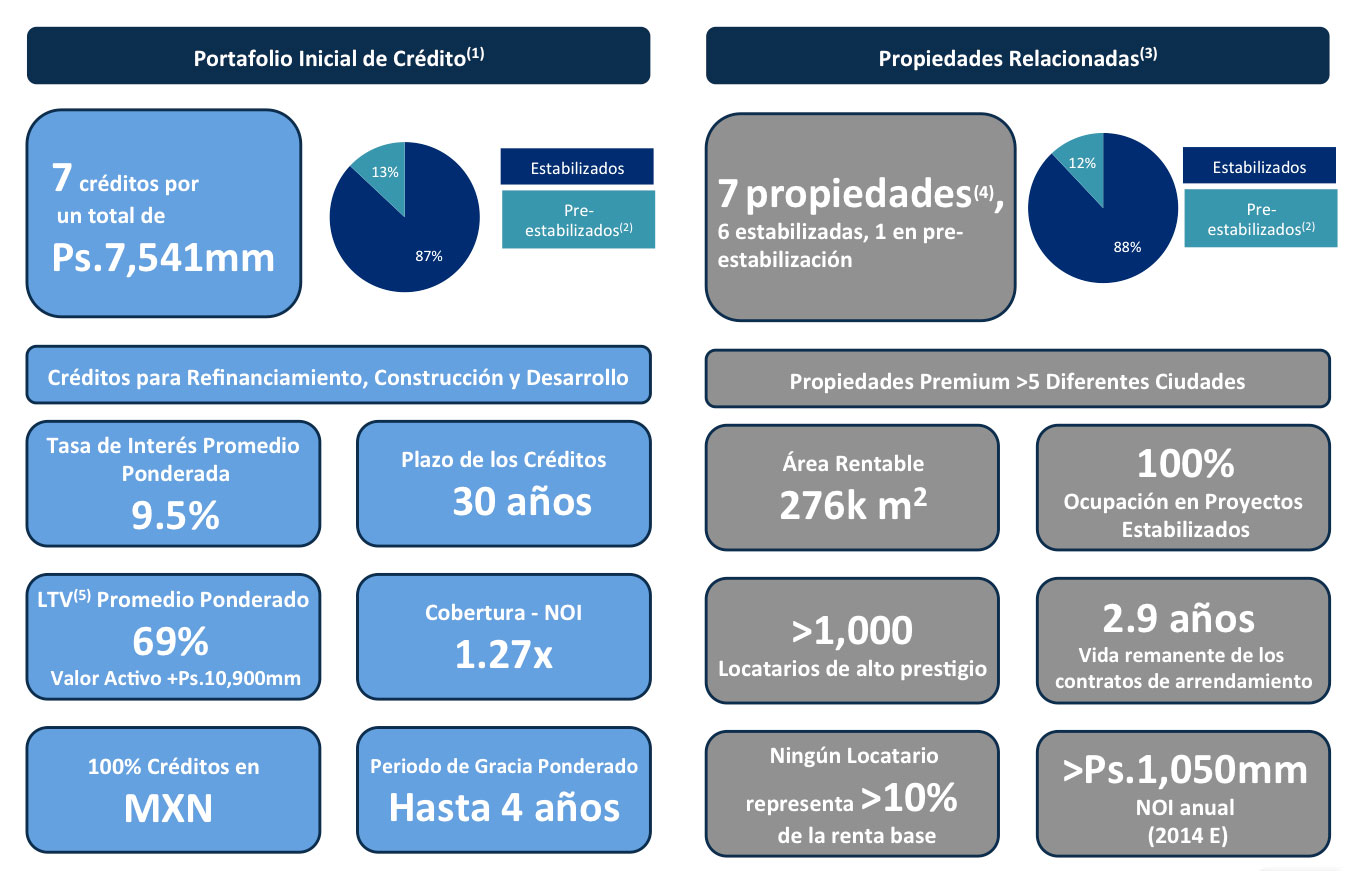 Portafolio Inicial de Crédito(1)
7 créditos por
un total de
Ps.7,541mm
13%
87%
Estabilizados
Pre-
estabilizados(2)
Créditos para Refinanciamiento, Construcción y Desarrollo
Tasa de Interés Promedio
Ponderada
9.5%
Plazo de los Créditos
30 años
LTV(5) Promedio Ponderado
69%
Valor Activo +Ps.10,900mm
Cobertura - NOI
1.27x
100% Créditos en
MXN
Periodo de Gracia Ponderado
Hasta 4 años
Propiedades Relacionadas(3)
7 propiedades(4),
6 estabilizadas, 1 en pre-
estabilización
12%
88%
Estabilizados
Pre-
estabilizados(2)
Propiedades Premium >5 Diferentes Ciudades
Área Rentable
276k m2
100%
Ocupación en Proyectos
Estabilizados
>1,000
Locatarios de alto prestigio
2.9 años
Vida remanente de los
contratos de arrendamiento
Ningún Locatario
representa >10%
de la renta base
>Ps.1,050mm
NOI anual
(2014 E)